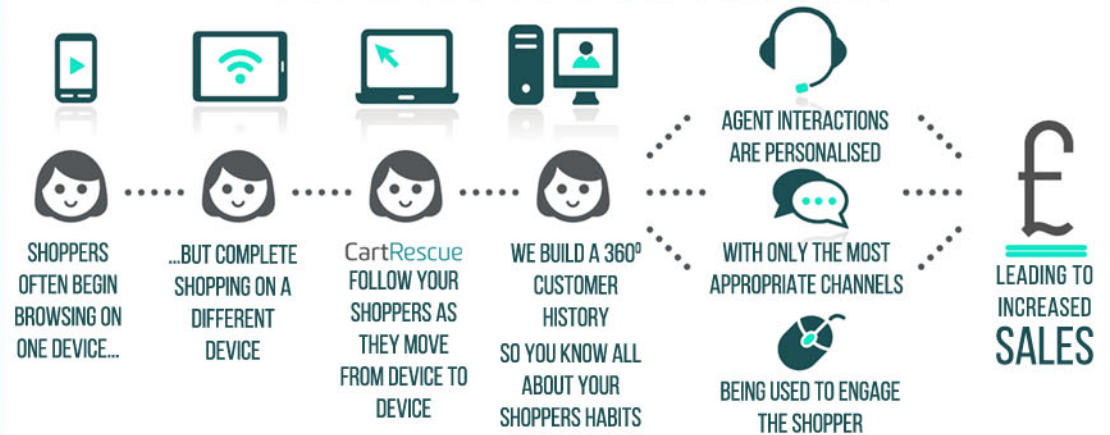 SHOPPERS
OFTEN BEGIN
BROWSING ON
ONE DEVICE...
...BUT COMPLETE
SHOPPING ON A
DIFFERENT
DEVICE
CartRescue
FOLLOW YOUR
SHOPPERS AS
THEY MOVE
FROM DEVICE TO
DEVICE
WE BUILD A 360º
CUSTOMER
HISTORY
SO YOU KNOW ALL
ABOUT YOUR
SHOPPERS HABITS
AGENT INTERACTIONS
ARE PERSONALISED
WITH ONLY THE MOST
APPROPRIATE CHANNELS
BEING USED TO ENGAGE
THE SHOPPER
£
LEADING TO
INCREASED
SALES